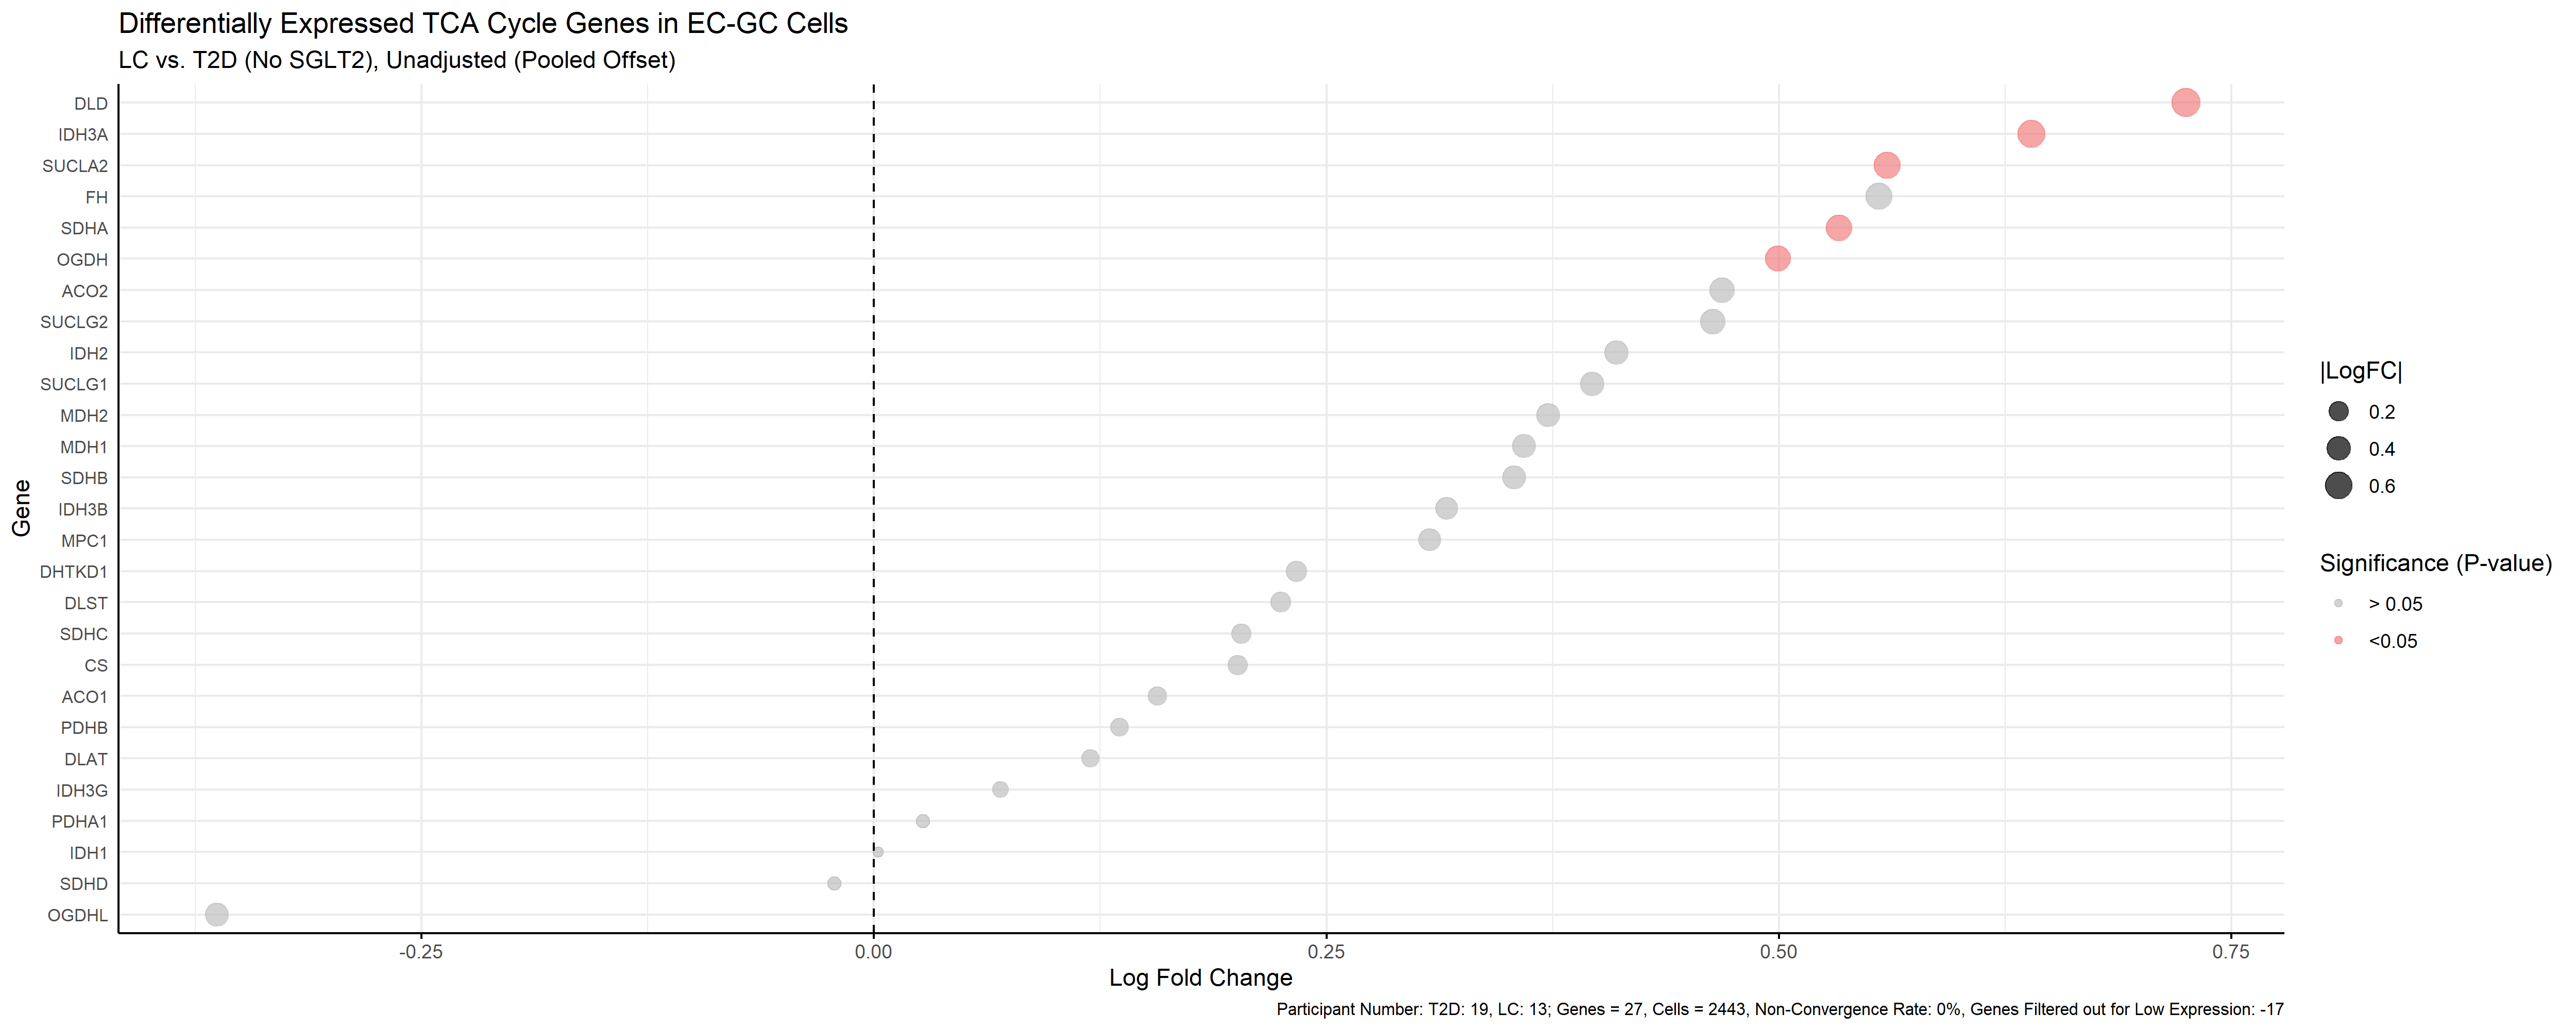 Differentially Expressed TCA Cycle Genes in EC-GC Cells
LC vs. T2D (No SGLT2), Unadjusted (Pooled Offset)
Gene
DLD
IDH3A
SUCLA2
FH
SDHA
OGDH
ACO2
SUCLG2
IDH2
SUCLG1
MDH2
MDH1
SDHB
IDH3B
MPC1
DHTKD1
DLST
SDHC
CS
ACO1
PDHB
DLAT
IDH3G
PDHA1
IDH1
SDHD
OGDHL
-0.25 0.00 0.25 0.50 0.75
Log Fold Change
|LogFC|
0.2
0.4
0.6
Significance (P-value)
> 0.05
<0.05
Participant Number: T2D: 19, LC: 13; Genes = 27, Cells = 2443, Non-Convergence Rate: 0%, Genes Filtered out for Low Expression: -17